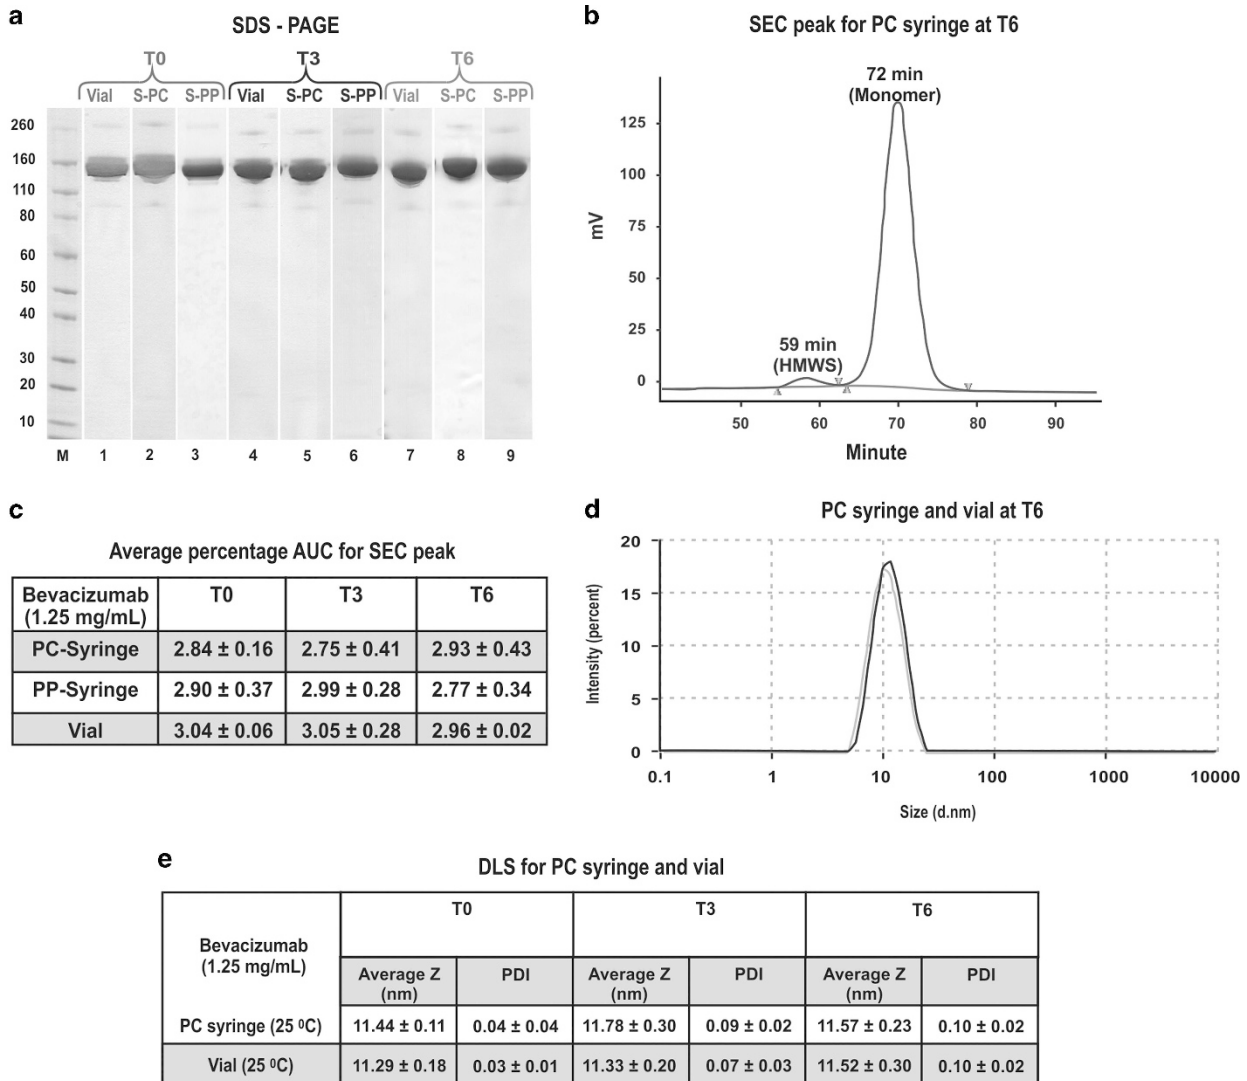 a
SDS - PAGE
T0 T3 T6
Vial S-PC S-PP Vial S-PC S-PP Vial S-PC S-PP
260
160
110
80
60
50
40
30
20
10
M 1 2 3 4 5 6 7 8 9
b
SEC peak for PC syringe at T6
72 min
(Monomer)
59 min
(HMWS)
mV
125
100
75
50
25
0
50 60 70 80 90
Minute
c
Average percentage AUC for SEC peak
Bevacizumab
(1.25 mg/mL) T0 T3 T6
PC-Syringe 2.84 ± 0.16 2.75 ± 0.41 2.93 ± 0.43
PP-Syringe 2.90 ± 0.37 2.99 ± 0.28 2.77 ± 0.34
Vial 3.04 ± 0.06 3.05 ± 0.28 2.96 ± 0.02
d
PC syringe and vial at T6
Intensity (percent)
20
15
10
5
0
0.1 1 10 100 1000 10000
Size (d.nm)
e
DLS for PC syringe and vial
Bevacizumab
(1.25 mg/mL)
T0 T3 T6
Average Z
(nm) PDI Average Z
(nm) PDI Average Z
(nm) PDI
PC syringe (25 ⁰C) 11.44 ± 0.11 0.04 ± 0.04 11.78 ± 0.30 0.09 ± 0.02 11.57 ± 0.23 0.10 ± 0.02
Vial (25 ⁰C) 11.29 ± 0.18 0.03 ± 0.01 11.33 ± 0.20 0.07 ± 0.03 11.52 ± 0.30 0.10 ± 0.02